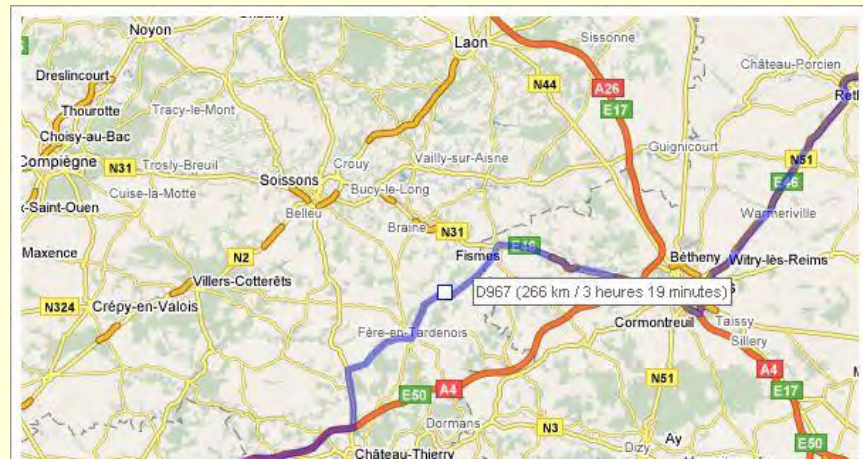 Noyon
Laon
Sissonne
Château-Porcien
Dreslincourt
N44
A26
E17
Thourotte
Tracy-le-Mont
Choisy-au-Bac
Guignicourt
Compiègne
N31
Trosly-Breuil
Crouy
Vailly-sur-Aisne
N51
Soissons
Bucy-le-Long
E46
Cuise-la-Motte
-Saint-Ouen
Belleu
Warmeriville
Braine
N31
Maxence
N2
Fismes
E46
Bétheny
Witry-lès-Reims
Villers-Cotterêts
D967 (266 km / 3 heures 19 minutes)
N324
Crépy-en-Valois
Fère-en-Tardenois
Cormontreuil
Taissy
Sillery
A4
E50
A4
N51
E17
Dormans
N3
Ay
E50
Château-Thierry
Dizy